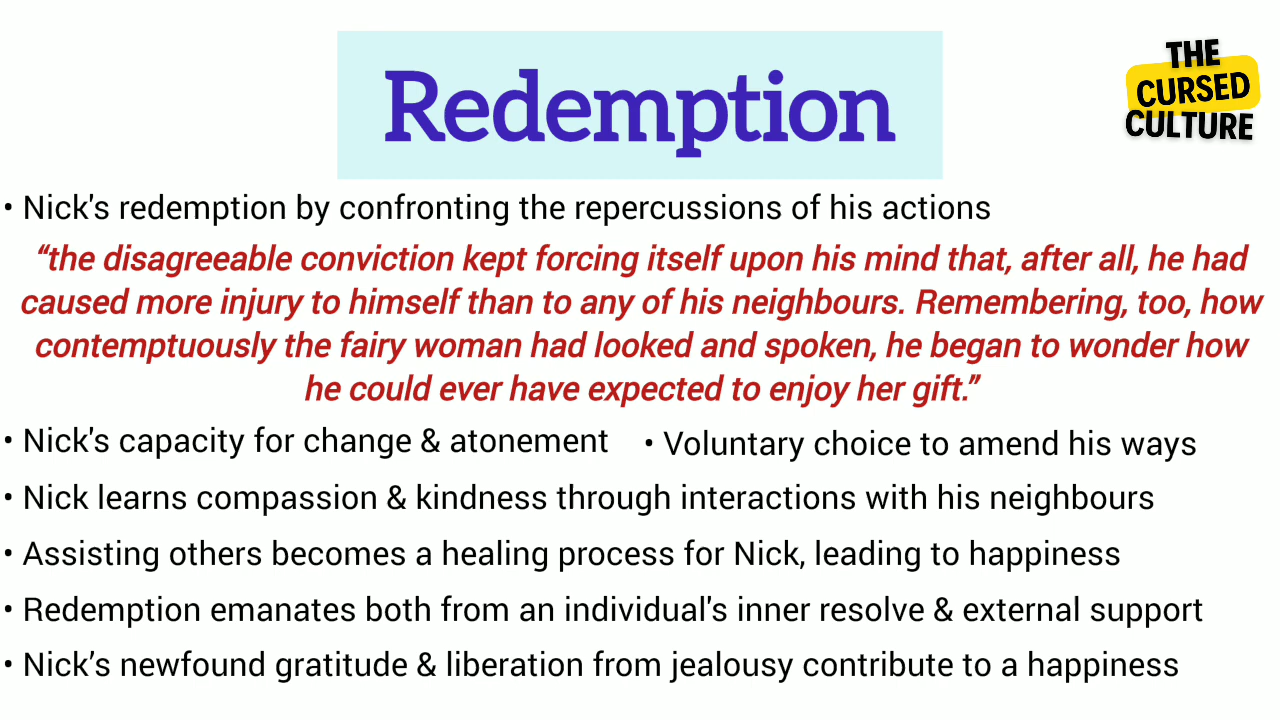 Redemption
THE
CURSED
CULTURE
• Nick's redemption by confronting the repercussions of his actions
“the disagreeable conviction kept forcing itself upon his mind that, after all, he had
caused more injury to himself than to any of his neighbours. Remembering, too, how
contemptuously the fairy woman had looked and spoken, he began to wonder how
he could ever have expected to enjoy her gift.”
• Nick's capacity for change & atonement
• Voluntary choice to amend his ways
• Nick learns compassion & kindness through interactions with his neighbours
• Assisting others becomes a healing process for Nick, leading to happiness
• Redemption emanates both from an individual's inner resolve & external support
• Nick’s newfound gratitude & liberation from jealousy contribute to a happiness